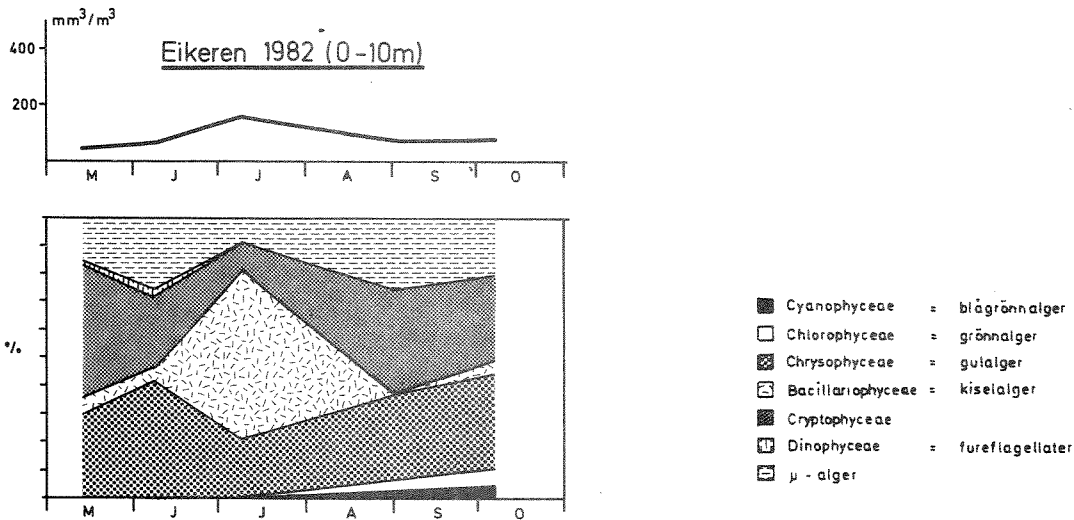 mm³/m³
Eikeren 1982 (0-10m)
400
200
M J J A S O
%
M J J A S O
Cyanophyceae = blågrönnalger
Chlorophyceae = grönnalger
Chrysophyceae = gulalger
Bacillariophyceae = kiselalger
Cryptophyceae
Dinophyceae = fureflagellater
µ - alger